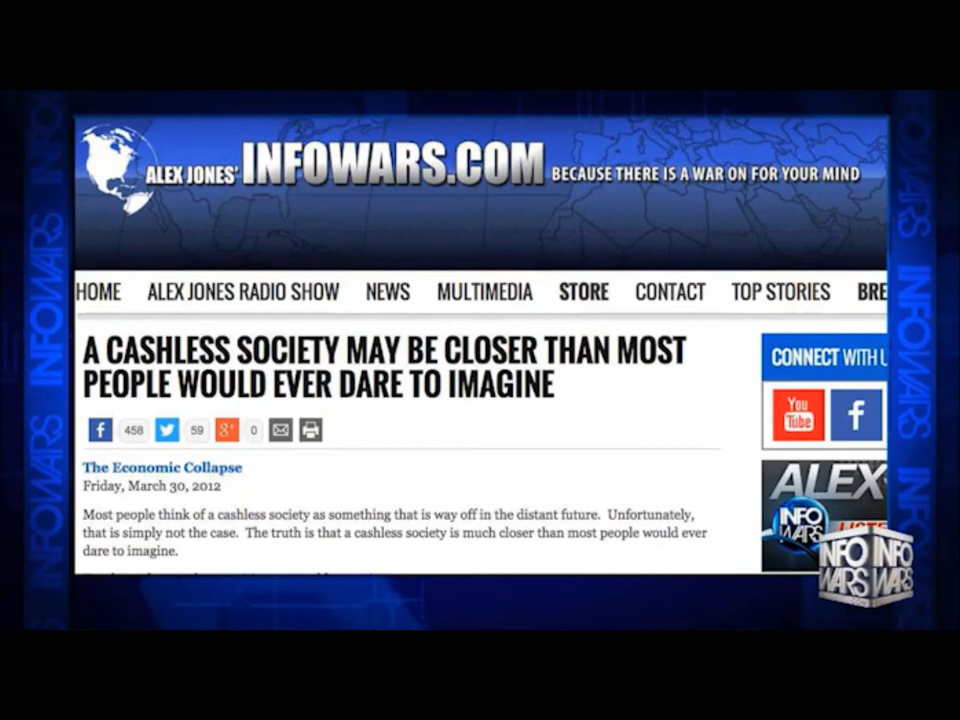 ALEX JONES' INFOWARS.COM BECAUSE THERE IS A WAR ON FOR YOUR MIND
HOME ALEX JONES RADIO SHOW NEWS MULTIMEDIA STORE CONTACT TOP STORIES BRE
A CASHLESS SOCIETY MAY BE CLOSER THAN MOST
PEOPLE WOULD EVER DARE TO IMAGINE
f 458 59 g+ 0
The Economic Collapse
Friday, March 30, 2012
Most people think of a cashless society as something that is way off in the distant future. Unfortunately,
that is simply not the case. The truth is that a cashless society is much closer than most people would ever
dare to imagine.
CONNECT WITH U
You Tube f
ALEX
INFO WARS
INFO WARS INFO WARS
INFOWARS INFOWARS
INFOWARS INFOWARS